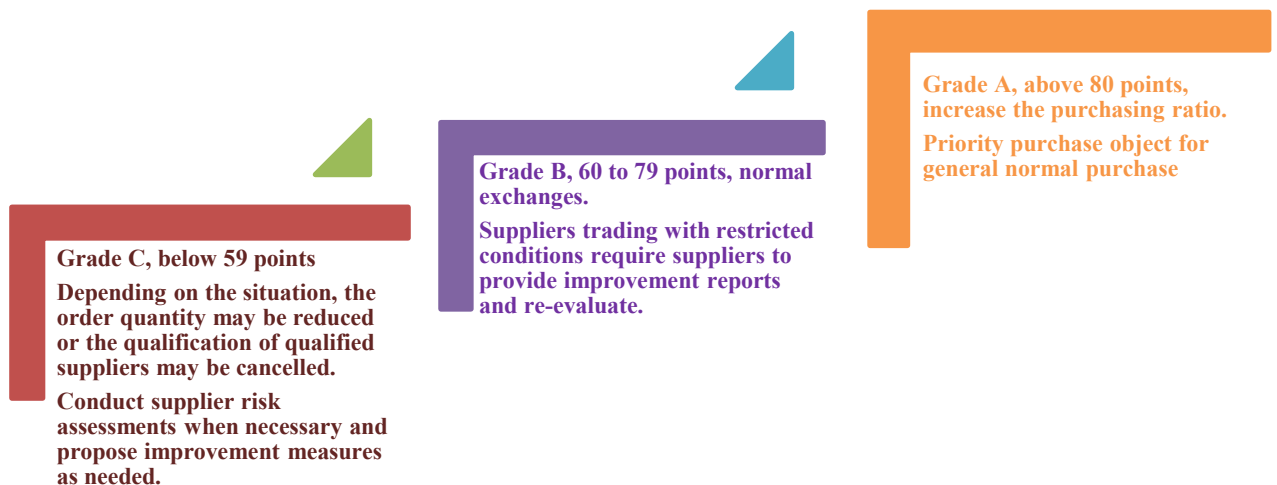 Grade C, below 59 points
Depending on the situation, the
order quantity may be reduced
or the qualification of qualified
suppliers may be cancelled.
Conduct supplier risk
assessments when necessary and
propose improvement measures
as needed.
Grade B, 60 to 79 points, normal
exchanges.
Suppliers trading with restricted
conditions require suppliers to
provide improvement reports
and re-evaluate.
Grade A, above 80 points,
increase the purchasing ratio.
Priority purchase object for
general normal purchase